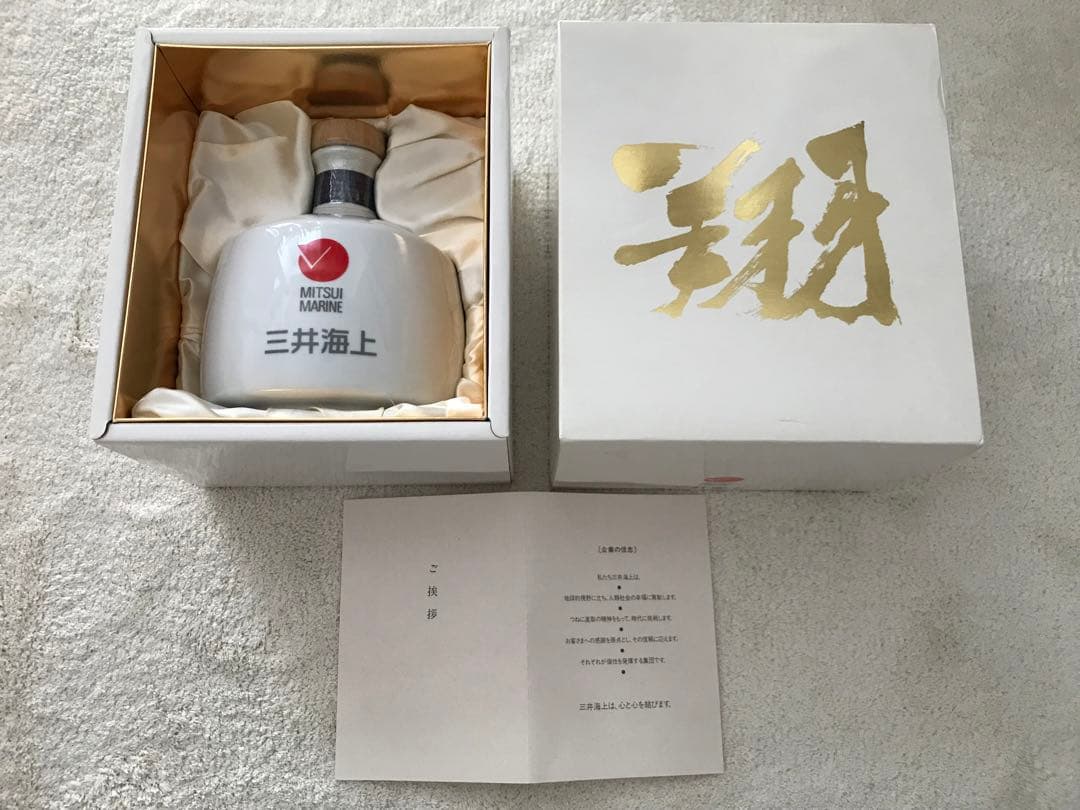 MITSUI
MARINE
三井海上
翔
ご挨拶
［企業の信念］
私たち三井海上は、
地球的視野に立ち、人類社会の幸福に貢献します。
つねに進取の精神をもって、時代に挑戦します。
お客さまへの感謝を原点とし、その信頼に応えます。
それぞれが個性を発揮する集団です。
三井海上は、心と心を結びます。